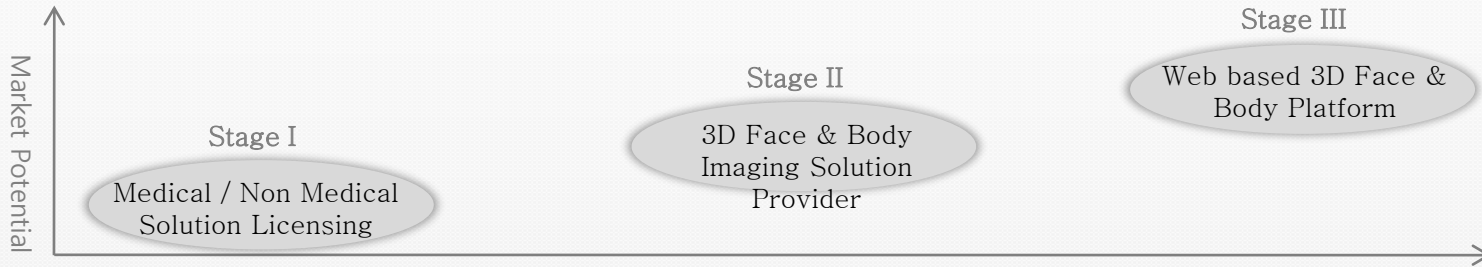 Market Potential
Stage I
Medical / Non Medical
Solution Licensing
Stage II
3D Face & Body
Imaging Solution
Provider
Stage III
Web based 3D Face &
Body Platform